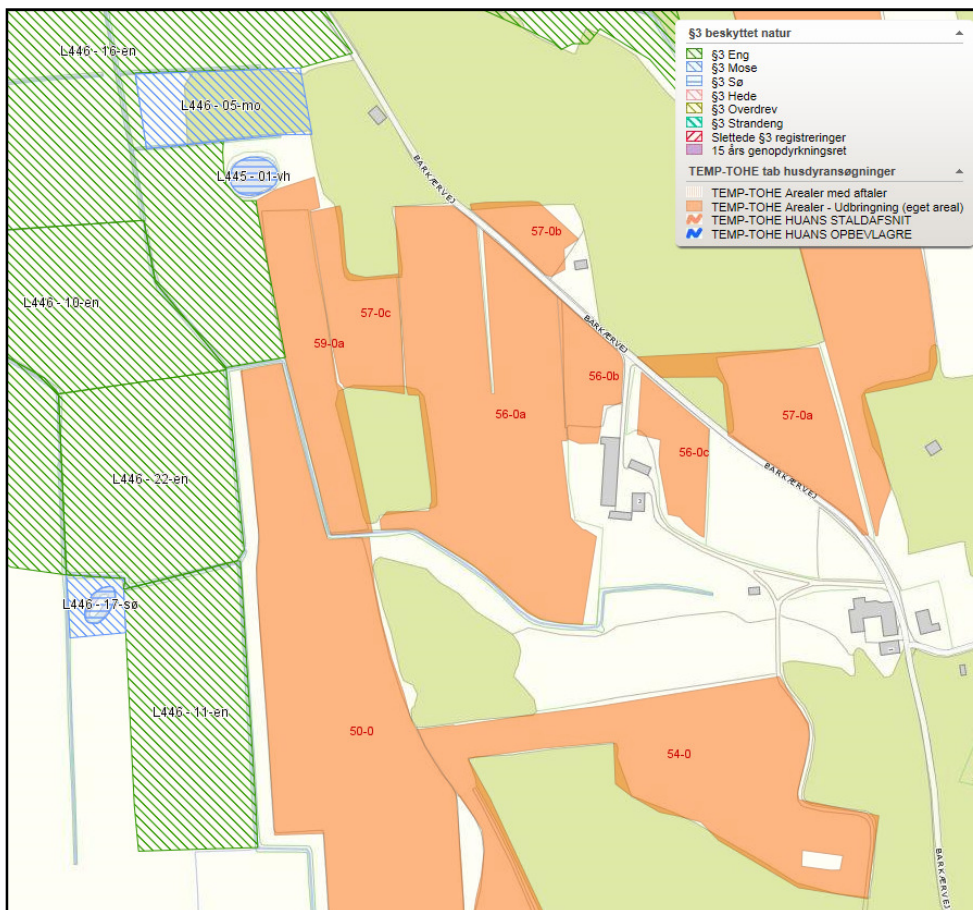 §3 beskyttet natur
§3 Eng
§3 Mose
§3 Sø
§3 Hede
§3 Overdrev
§3 Strandeng
Slettede §3 registreringer
15 års genopdyrkningsret
TEMP-TOHE tab husdyransøgninger
TEMP-TOHE Arealer med aftaler
TEMP-TOHE Arealer - Udbringning (eget areal)
TEMP-TOHE HUANS STALDAFSNIT
TEMP-TOHE HUANS OPBEVLAGRE
L446 - 16-en
L446 - 05-mo
BARKÆRVEJ
L445 - 01-vh
57-0b
L446 - 10-en
57-0c
BARKÆRVEJ
59-0a
56-0b
56-0a
57-0a
56-0c
L446 - 22-en
BARKÆRVEJ
L446 - 17-sø
L446 - 11-en
50-0
54-0
BARKÆRVEJ